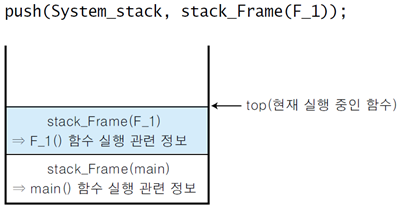 push(System_stack, stack_Frame(F_1));
top(현재 실행 중인 함수)
stack_Frame(F_1)
⇒ F_1() 함수 실행 관련 정보
stack_Frame(main)
⇒ main() 함수 실행 관련 정보